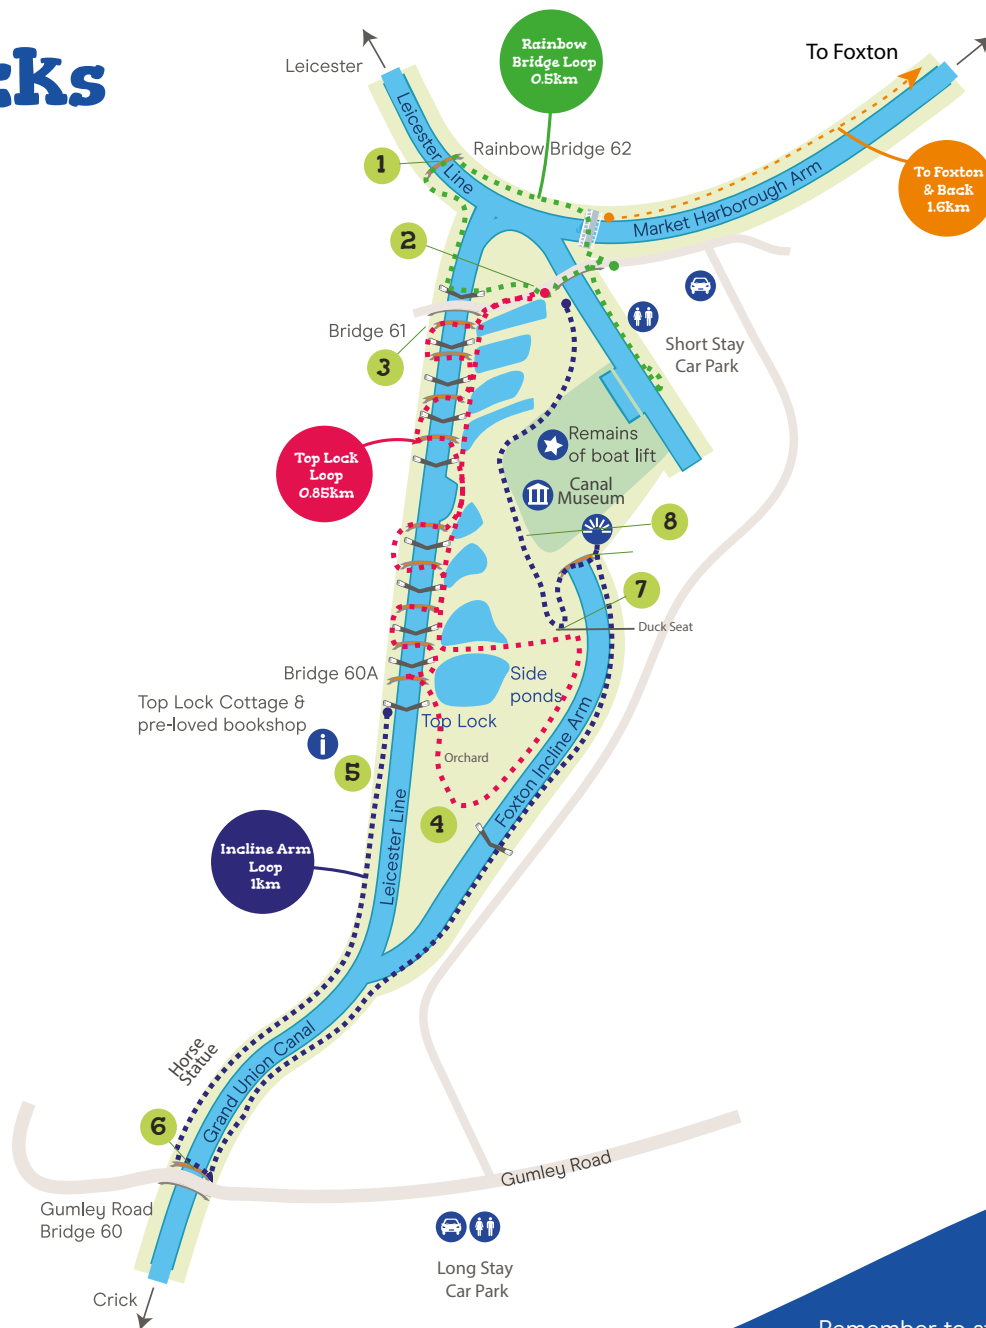 Leicester
Rainbow
Bridge Loop
0.5km
To Foxton
1
Leicester Line
Rainbow Bridge 62
Market Harborough Arm
To Foxton
& Back
1.6km
2
Bridge 61
3
Short Stay
Car Park
Top Lock
Loop
0.85km
Remains
of boat lift
Canal
Museum
8
7
Duck Seat
Bridge 60A
Side
ponds
Top Lock Cottage &
pre-loved bookshop
Top Lock
i
5
Orchard
4
Foxton Incline Arm
Leicester Line
Incline Arm
Loop
1km
Horse
Statue
Grand Union Canal
6
Gumley Road
Gumley Road
Bridge 60
Long Stay
Car Park
Crick
Remember to